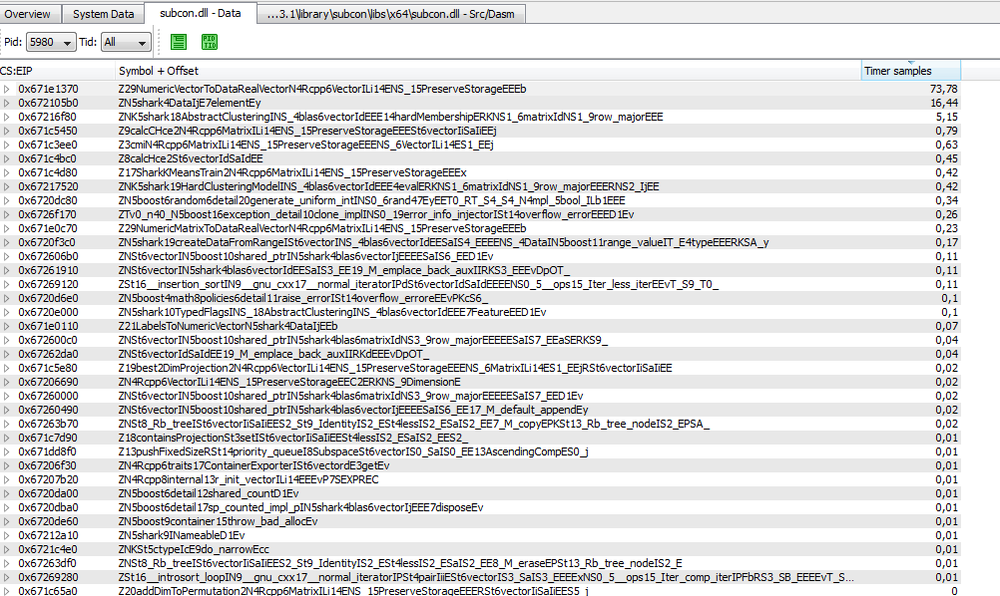 Overview System Data subcon.dll - Data ...3.1\library\subcon\libs\x64\subcon.dll - Src/Dasm
Pid: 5980 Tid: All PID TID
CS:EIP Symbol + Offset Timer samples
0x671e1370 Z29NumericVectorToDataRealVectorN4Rcpp6VectorILi14ENS_15PreserveStorageEEEb 73,78
0x672105b0 ZN5shark4DataIjE7elementEy 16,44
0x67216f80 ZNK5shark18AbstractClusteringINS_4blas6vectorIdEEE14hardMembershipERKNS1_6matrixIdNS1_9row_majorEEE 5,15
0x671c5450 Z9calcCHce2N4Rcpp6MatrixILi14ENS_15PreserveStorageEEESt6vectorIiSaIiEEj 0,79
0x671c3ee0 Z3cmiN4Rcpp6MatrixILi14ENS_15PreserveStorageEEENS_6VectorILi14ES1_EEj 0,63
0x671c4bc0 Z8calcHce2St6vectorIdSaIdEE 0,45
0x671c4d80 Z17SharkKMeansTrain2N4Rcpp6MatrixILi14ENS_15PreserveStorageEEEx 0,42
0x67217520 ZNK5shark19HardClusteringModelINS_4blas6vectorIdEEE4evalERKNS1_6matrixIdNS1_9row_majorEEERNS2_IjEE 0,42
0x6720dc80 ZN5boost6random6detail20generate_uniform_intINS0_6rand47EyEET0_RT_S4_S4_N4mpl_5bool_ILb1EEE 0,34
0x6726f170 ZTv0_n40_N5boost16exception_detail10clone_implINS0_19error_info_injectorISt14overflow_errorEEED1Ev 0,26
0x671e0c70 Z29NumericMatrixToDataRealVectorN4Rcpp6MatrixILi14ENS_15PreserveStorageEEEb 0,23
0x6720f3c0 ZN5shark19createDataFromRangeISt6vectorINS_4blas6vectorIdEESaIS4_EEEENS_4DataIN5boost11range_valueIT_E4typeEEERKSA_y 0,17
0x672606b0 ZNSt6vectorIN5boost10shared_ptrIN5shark4blas6vectorIjEEEESaIS6_EED1Ev 0,11
0x67261910 ZNSt6vectorIN5shark4blas6vectorIdEESaIS3_EE19_M_emplace_back_auxIIRKS3_EEEvDpOT_ 0,11
0x67269120 ZSt16__insertion_sortIN9__gnu_cxx17__normal_iteratorIPdSt6vectorIdSaIdEEEENS0_5__ops15_Iter_less_iterEEvT_S9_T0_ 0,11
0x6720d6e0 ZN5boost4math8policies6detail11raise_errorISt14overflow_erroreEEvPKcS6_ 0,1
0x6720e000 ZN5shark10TypedFlagsINS_18AbstractClusteringINS_4blas6vectorIdEEE7FeatureEED1Ev 0,1
0x671e0110 Z21LabelsToNumericVectorN5shark4DataIjEEb 0,07
0x672600c0 ZNSt6vectorIN5boost10shared_ptrIN5shark4blas6matrixIdNS3_9row_majorEEEEESaIS7_EEaSERKS9_ 0,04
0x67262da0 ZNSt6vectorIdSaIdEE19_M_emplace_back_auxIIRKdEEEvDpOT_ 0,04
0x671c5e80 Z19best2DimProjection2N4Rcpp6VectorILi14ENS_15PreserveStorageEEENS_6MatrixILi14ES1_EEjRSt6vectorIiSaIiEE 0,02
0x67206690 ZN4Rcpp6VectorILi14ENS_15PreserveStorageEEC2ERKNS_9DimensionE 0,02
0x67260000 ZNSt6vectorIN5boost10shared_ptrIN5shark4blas6matrixIdNS3_9row_majorEEEEESaIS7_EED1Ev 0,02
0x67260490 ZNSt6vectorIN5boost10shared_ptrIN5shark4blas6vectorIjEEEESaIS6_EE17_M_default_appendEy 0,02
0x67263b70 ZNSt8_Rb_treeISt6vectorIiSaIiEES2_St9_IdentityIS2_ESt4lessIS2_ESaIS2_EE7_M_copyEPKSt13_Rb_tree_nodeIS2_EPSA_ 0,02
0x671c7d90 Z18containsProjectionSt3setISt6vectorIiSaIiEESt4lessIS2_ESaIS2_EES2_ 0,01
0x671dd8f0 Z13pushFixedSizeRSt14priority_queueI8SubspaceSt6vectorIS0_SaIS0_EE13AscendingCompES0_j 0,01
0x67206f30 ZN4Rcpp6traits17ContainerExporterISt6vectordE3getEv 0,01
0x67207b20 ZN4Rcpp8internal13r_init_vectorILi14EEEvP7SEXPREC 0,01
0x6720da00 ZN5boost6detail12shared_countD1Ev 0,01
0x6720dba0 ZN5boost6detail17sp_counted_impl_pIN5shark4blas6vectorIjEEE7disposeEv 0,01
0x6720de60 ZN5boost9container15throw_bad_allocEv 0,01
0x67212a10 ZN5shark9INameableD1Ev 0,01
0x6721c4e0 ZNKSt5ctypeIcE9do_narrowEcc 0,01
0x67263df0 ZNSt8_Rb_treeISt6vectorIiSaIiEES2_St9_IdentityIS2_ESt4lessIS2_ESaIS2_EE8_M_eraseEPSt13_Rb_tree_nodeIS2_E 0,01
0x67269280 ZSt16__introsort_loopIN9__gnu_cxx17__normal_iteratorIPSt4pairIiiESt6vectorIS3_SaIS3_EEEExNS0_5__ops15_Iter_comp_iterIPFbRS3_SB_EEEEvT_S... 0,01
0x671c65a0 Z20addDimToPermutation2N4Rcpp6MatrixILi14ENS_15PreserveStorageEEERSt6vectorIiSaIiEES5_j 0